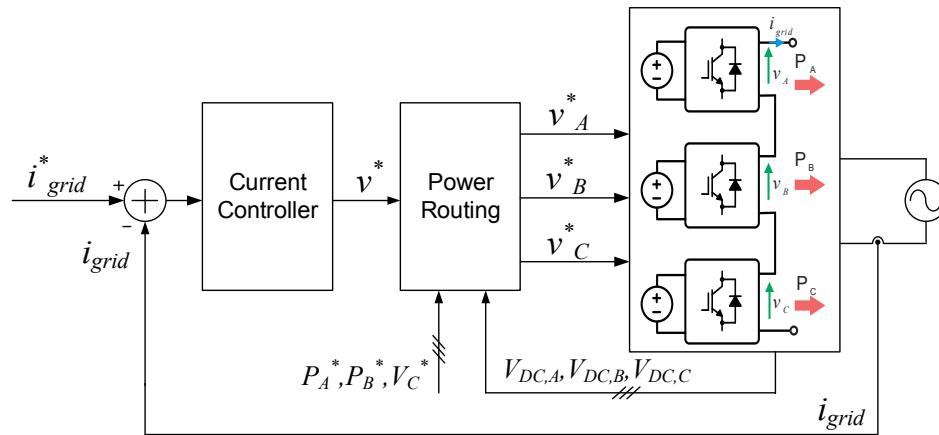 i*grid
+
−
igrid
Current
Controller
v*
Power
Routing
v*A
v*B
v*C
PA*,PB*,VC*
VDC,A,VDC,B,VDC,C
igrid
vA
PA
vB
PB
vC
PC
igrid